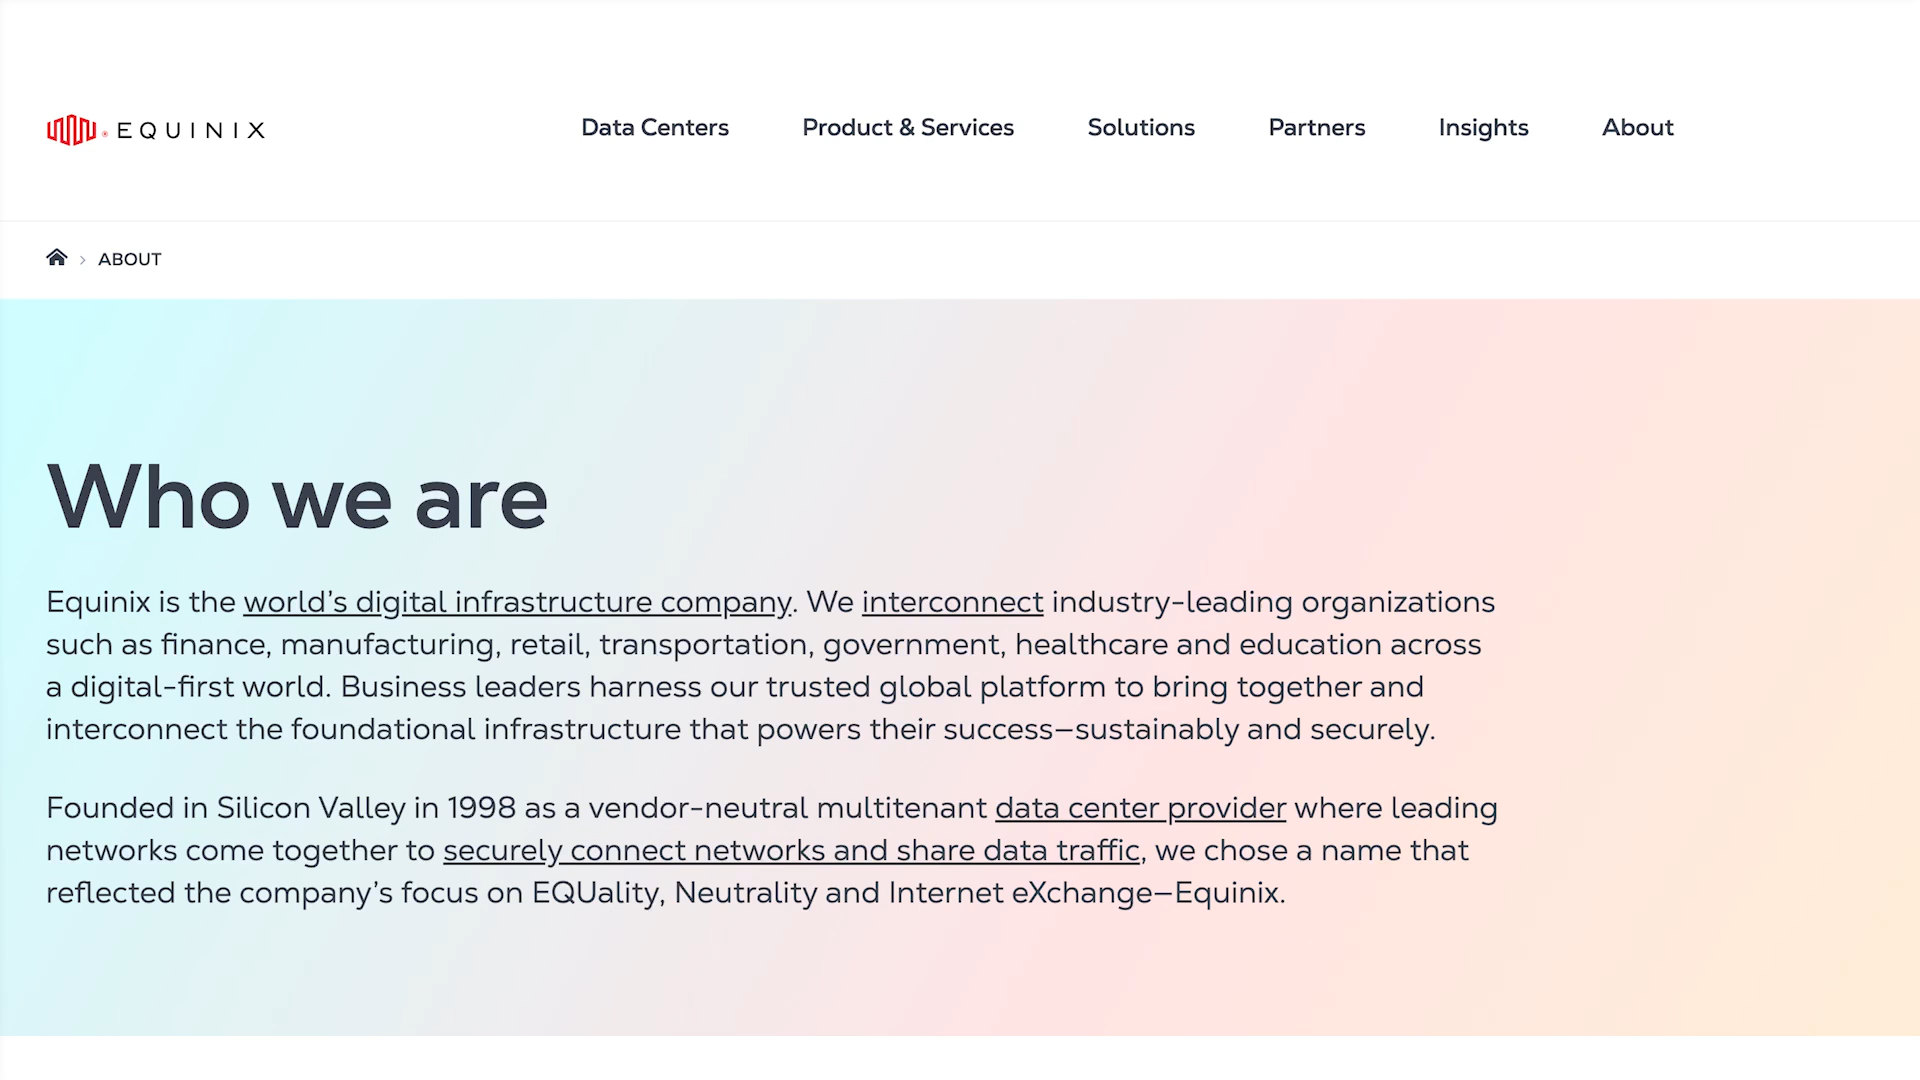 EQUINIX
Data Centers Product & Services Solutions Partners Insights About
> ABOUT
Who we are
Equinix is the world’s digital infrastructure company. We interconnect industry-leading organizations
such as finance, manufacturing, retail, transportation, government, healthcare and education across
a digital-first world. Business leaders harness our trusted global platform to bring together and
interconnect the foundational infrastructure that powers their success—sustainably and securely.
Founded in Silicon Valley in 1998 as a vendor-neutral multitenant data center provider where leading
networks come together to securely connect networks and share data traffic, we chose a name that
reflected the company’s focus on EQUality, Neutrality and Internet eXchange—Equinix.